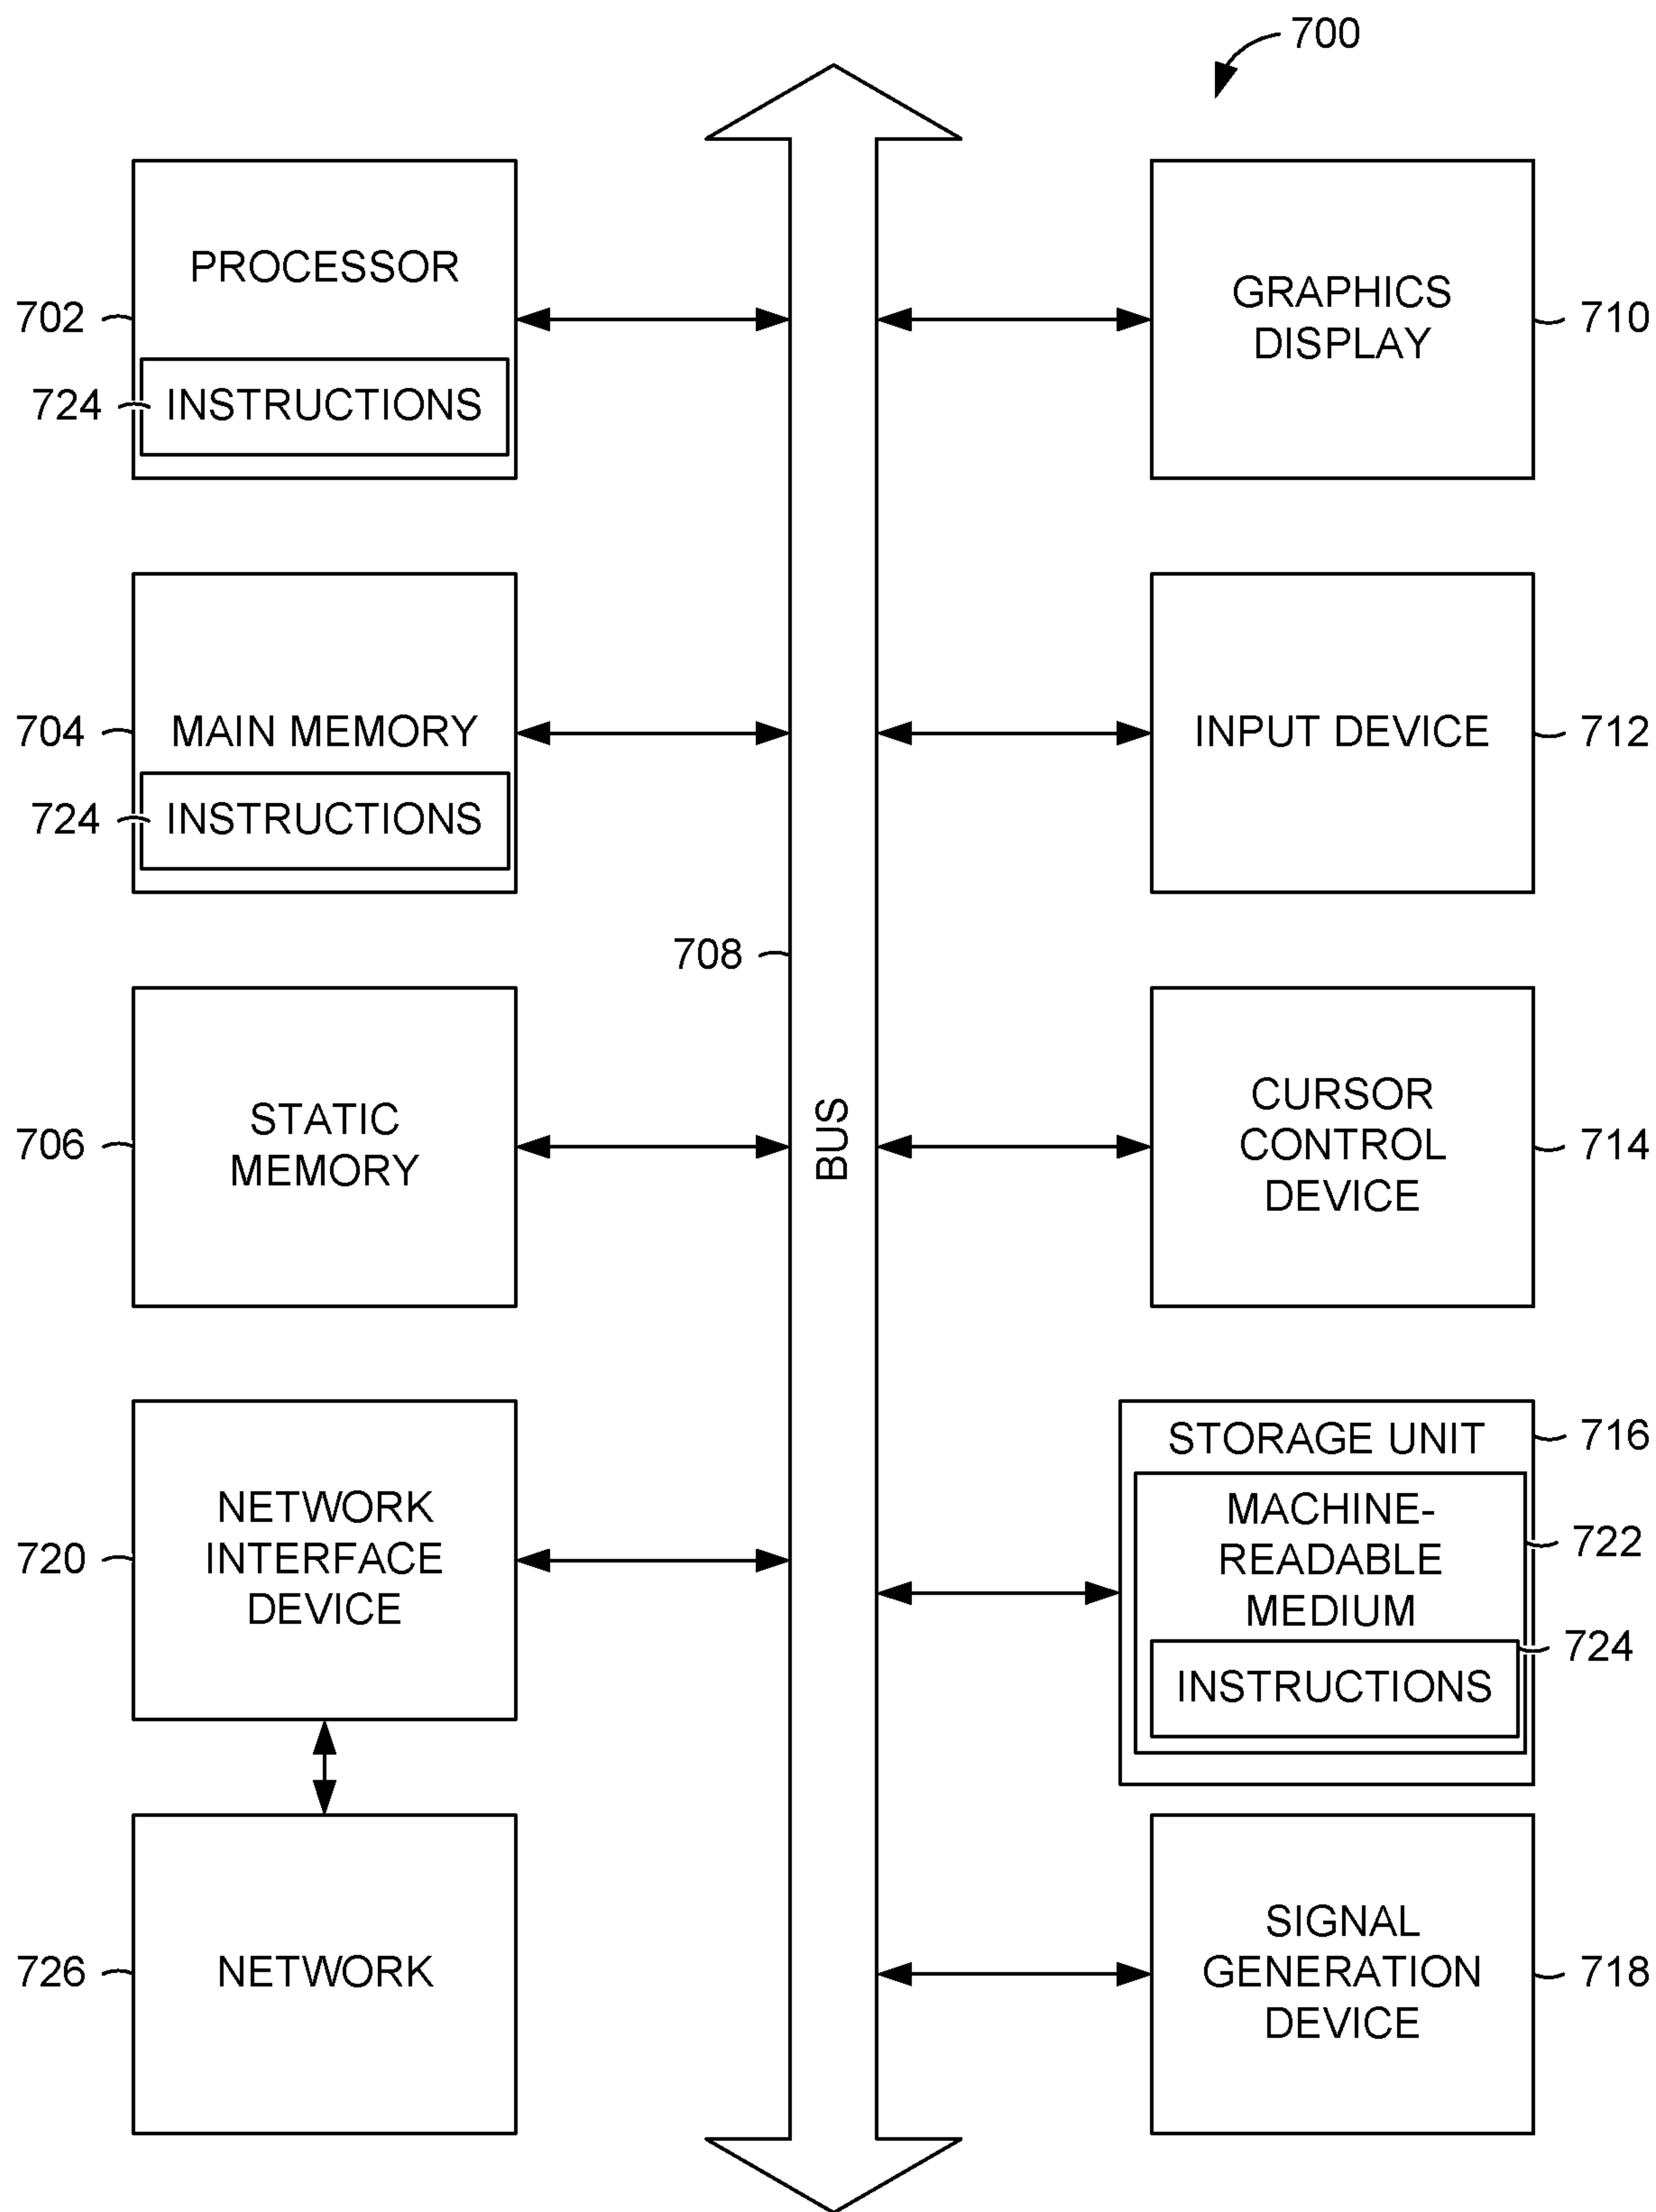 700
PROCESSOR
702
724
INSTRUCTIONS
GRAPHICS
DISPLAY
710
704
MAIN MEMORY
724
INSTRUCTIONS
INPUT DEVICE
712
708
BUS
706
STATIC
MEMORY
CURSOR
CONTROL
DEVICE
714
720
NETWORK
INTERFACE
DEVICE
STORAGE UNIT
716
MACHINE-
READABLE
MEDIUM
722
724
INSTRUCTIONS
726
NETWORK
SIGNAL
GENERATION
DEVICE
718